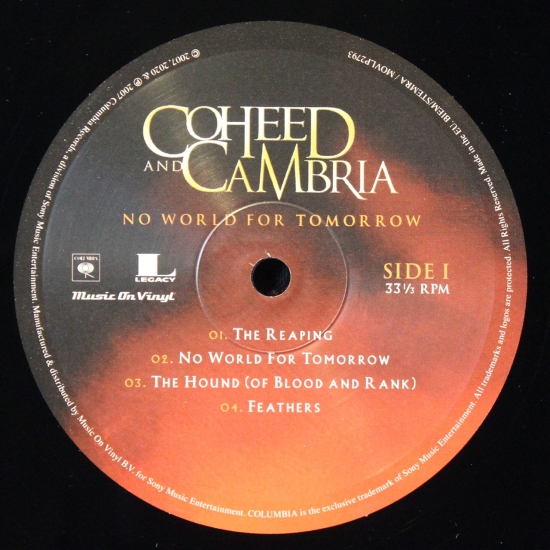 COHEED
AND CAMBRIA
NO WORLD FOR TOMORROW
COLUMBIA
L
LEGACY
Music On Vinyl
SIDE I
33 1/3 RPM
01. THE REAPING
02. NO WORLD FOR TOMORROW
03. THE HOUND (OF BLOOD AND RANK)
04. FEATHERS
© 2007, 2020 & ℗ 2007 Columbia Records, a division of Sony Music Entertainment. Manufactured & distributed by Music On Vinyl B.V. for Sony Music Entertainment. COLUMBIA is the exclusive trademark of Sony Music Entertainment. All trademarks and logos are protected. All Rights Reserved. Made in the EU. BIEM/STEMRA / MOVLP2793